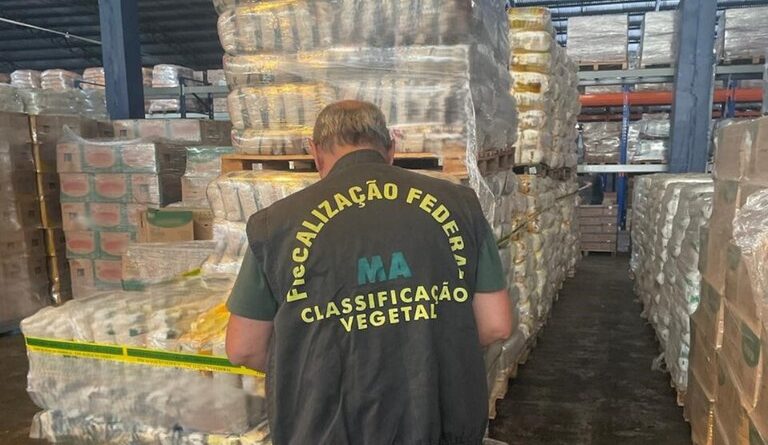 FISCALIZAÇÃO FEDERAL
MA
CLASSIFICAÇÃO
VEGETAL